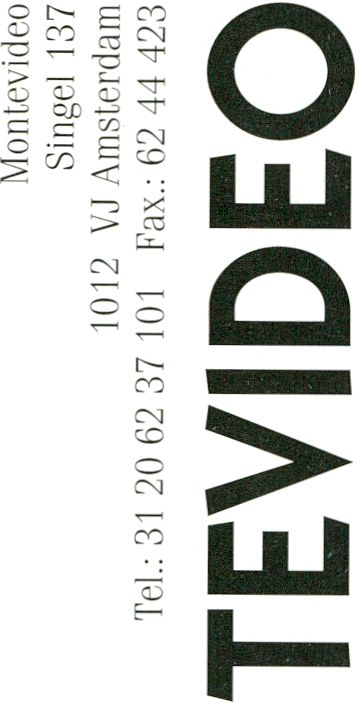 Montevideo
Singel 137
1012 VJ Amsterdam
Tel.: 31 20 62 37 101 Fax.: 62 44 423
TEVIDEO